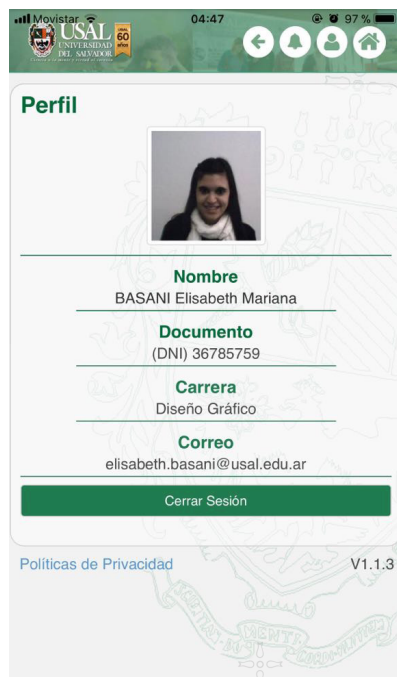 Movistar 04:47 97 %
USAL
UNIVERSIDAD
DEL SALVADOR
60
años
Perfil
Nombre
BASANI Elisabeth Mariana
Documento
(DNI) 36785759
Carrera
Diseño Gráfico
Correo
elisabeth.basani@usal.edu.ar
Cerrar Sesión
Políticas de Privacidad V1.1.3